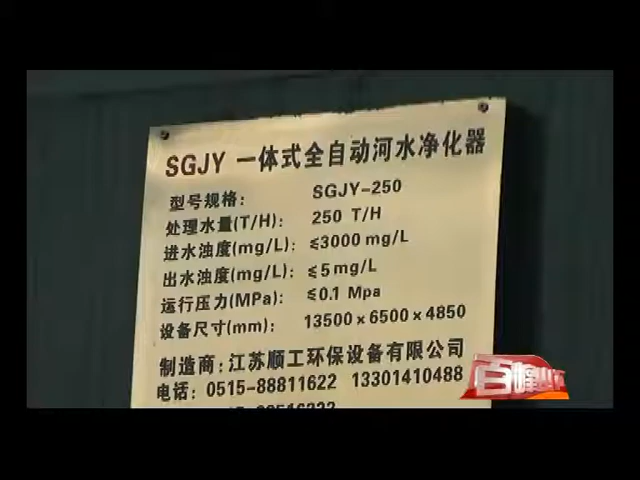 SGJY 一体式全自动河水净化器
型号规格: SGJY-250
处理水量(T/H): 250 T/H
进水浊度(mg/L): ≤3000 mg/L
出水浊度(mg/L): ≤5mg/L
运行压力(MPa): ≤0.1 Mpa
设备尺寸(mm): 13500×6500×4850
制造商:江苏顺工环保设备有限公司
电话: 0515-88811622 13301410488